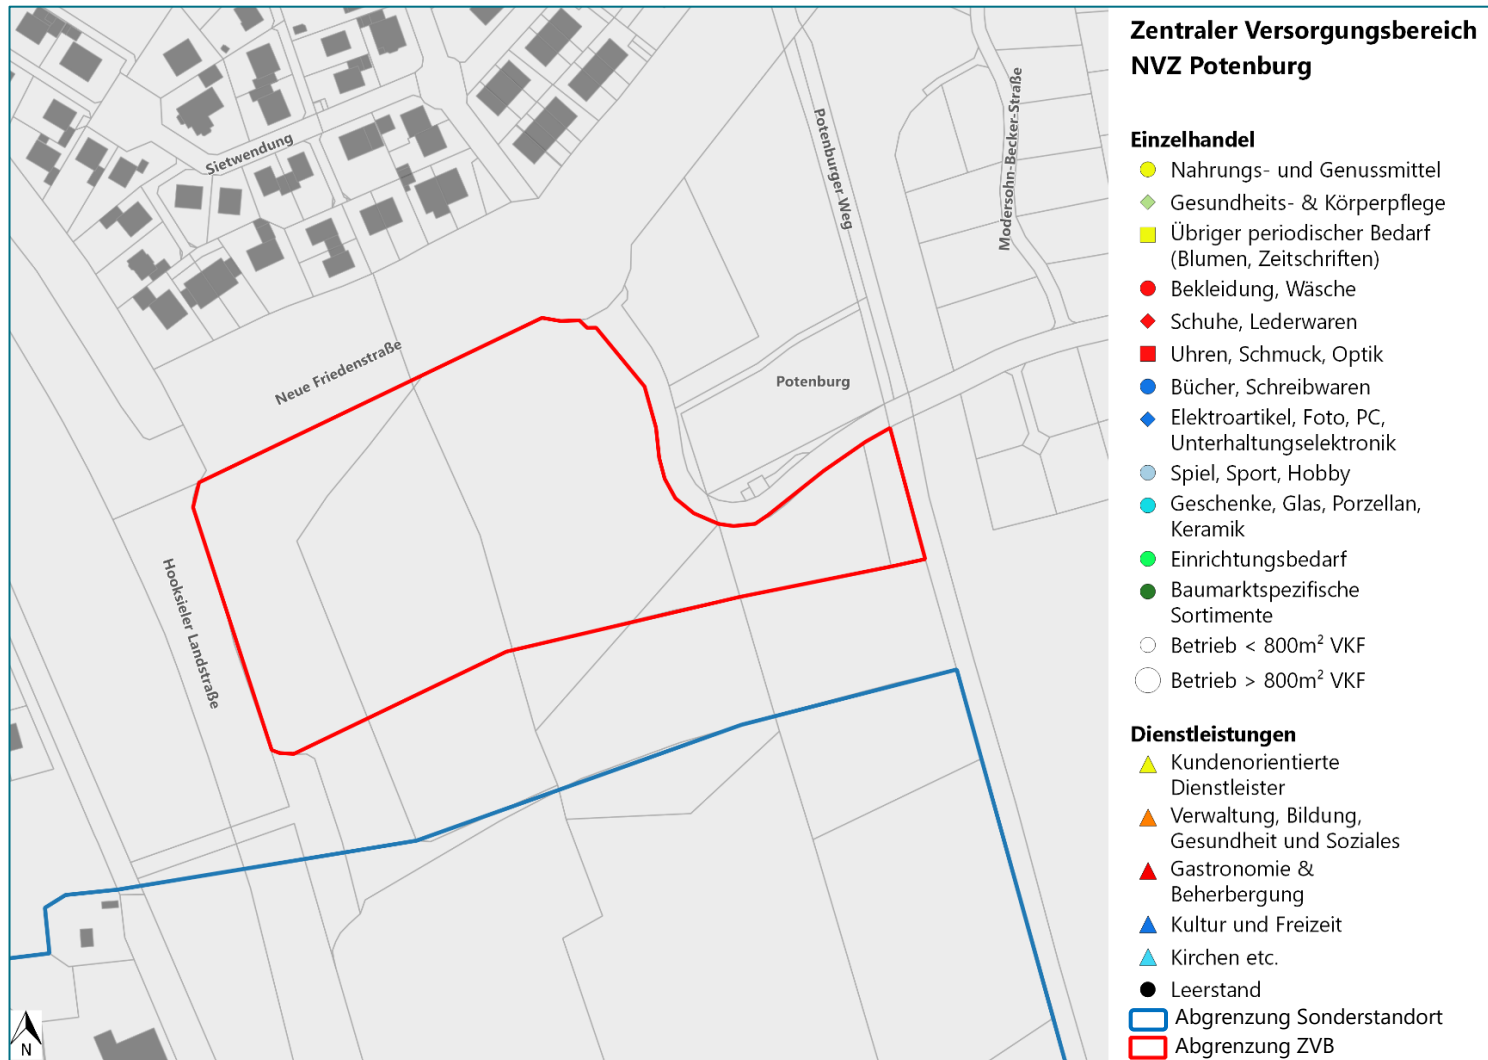 Zentraler Versorgungsbereich
NVZ Potenburg
Einzelhandel
Nahrungs- und Genussmittel
Gesundheits- & Körperpflege
Übriger periodischer Bedarf
(Blumen, Zeitschriften)
Bekleidung, Wäsche
Schuhe, Lederwaren
Uhren, Schmuck, Optik
Bücher, Schreibwaren
Elektroartikel, Foto, PC,
Unterhaltungselektronik
Spiel, Sport, Hobby
Geschenke, Glas, Porzellan,
Keramik
Einrichtungsbedarf
Baumarktspezifische
Sortimente
Betrieb < 800m² VKF
Betrieb > 800m² VKF
Dienstleistungen
Kundenorientierte
Dienstleister
Verwaltung, Bildung,
Gesundheit und Soziales
Gastronomie &
Beherbergung
Kultur und Freizeit
Kirchen etc.
Leerstand
Abgrenzung Sonderstandort
Abgrenzung ZVB
Sietwendung
Potenburger Weg
Modersohn-Becker-Straße
Neue Friedenstraße
Potenburg
Hooksieler Landstraße
N